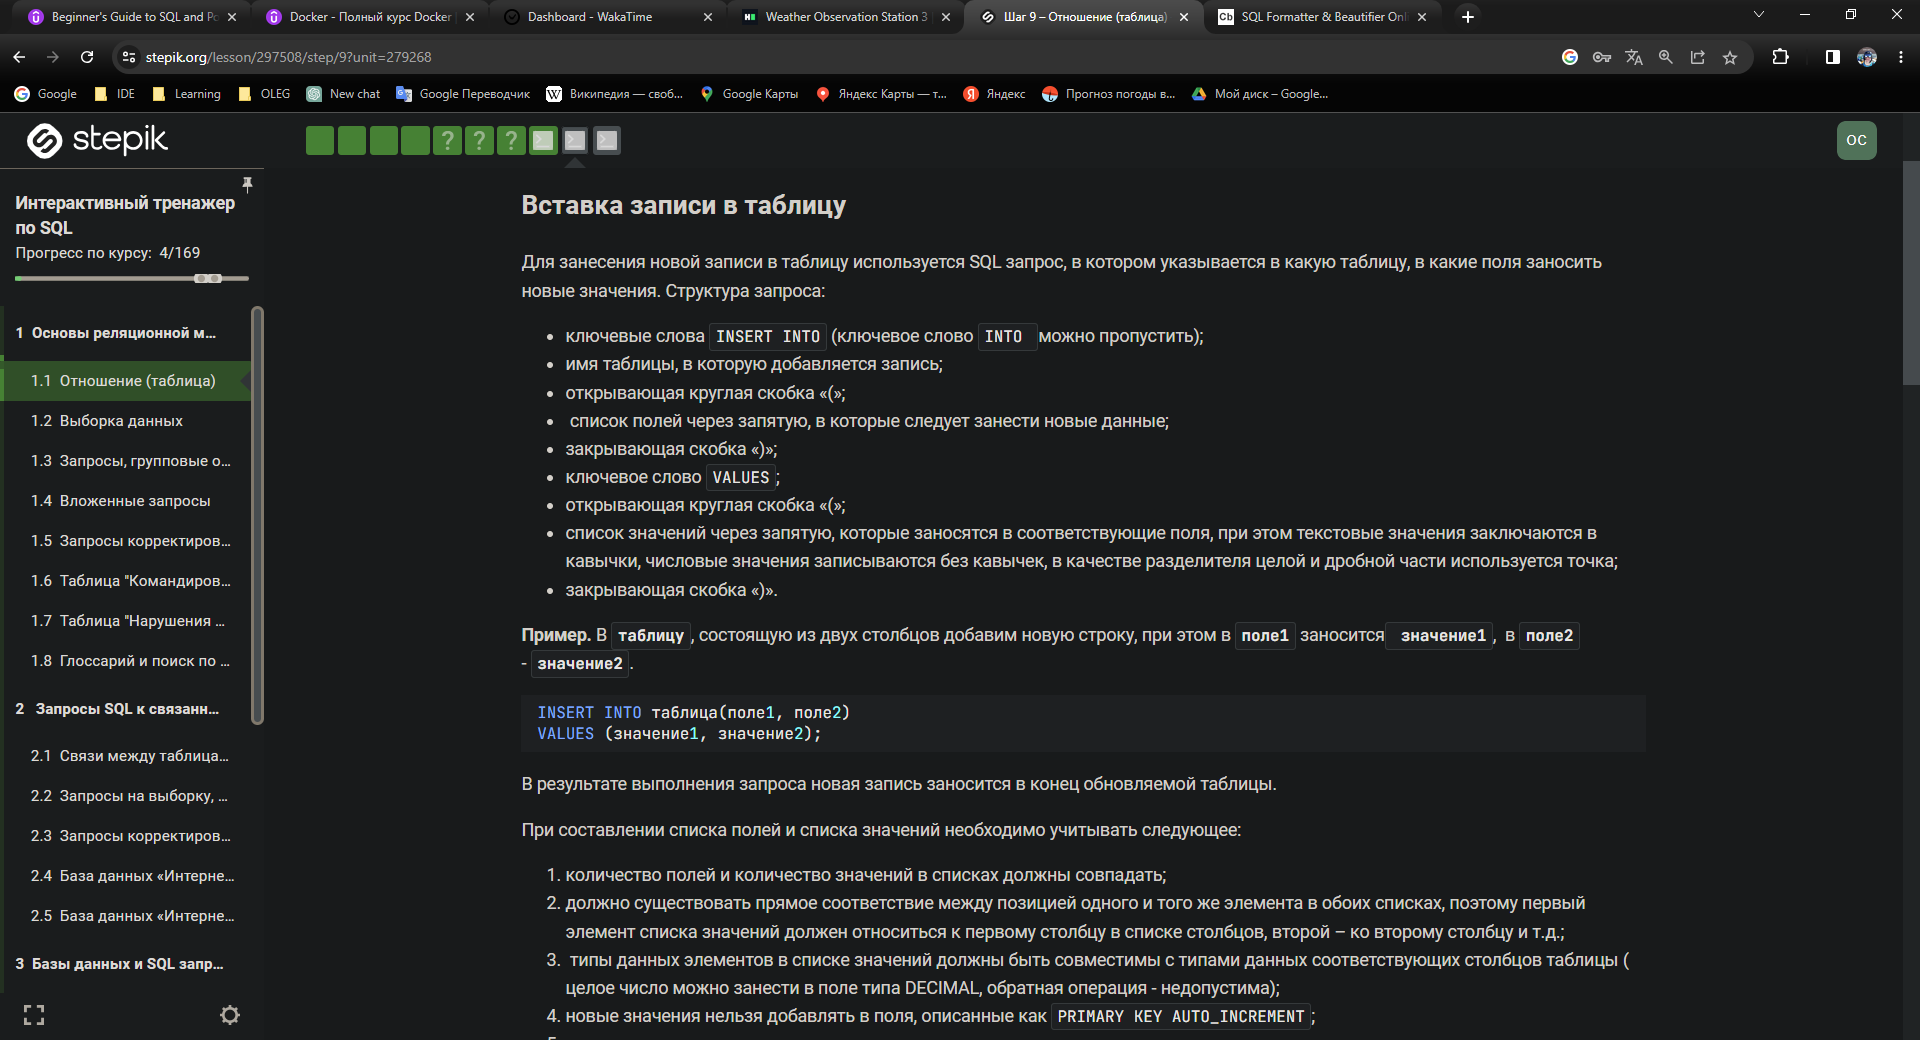 Beginner's Guide to SQL and Po
Docker - Полный курс Docker
Dashboard - WakaTime
Weather Observation Station 3
Шаг 9 – Отношение (таблица)
SQL Formatter & Beautifier Onl
stepik.org/lesson/297508/step/9?unit=279268
Google
IDE
Learning
OLEG
New chat
Google Переводчик
Википедия — своб...
Google Карты
Яндекс Карты — т...
Яндекс
Прогноз погоды в...
Мой диск – Google...
stepik
? ? ?
OC
Интерактивный тренажер
по SQL
Прогресс по курсу: 4/169
1 Основы реляционной м...
1.1 Отношение (таблица)
1.2 Выборка данных
1.3 Запросы, групповые о...
1.4 Вложенные запросы
1.5 Запросы корректиров...
1.6 Таблица "Командиров...
1.7 Таблица "Нарушения ...
1.8 Глоссарий и поиск по ...
2 Запросы SQL к связанн...
2.1 Связи между таблица...
2.2 Запросы на выборку, ...
2.3 Запросы корректиров...
2.4 База данных «Интерне...
2.5 База данных «Интерне...
3 Базы данных и SQL запр...
Вставка записи в таблицу
Для занесения новой записи в таблицу используется SQL запрос, в котором указывается в какую таблицу, в какие поля заносить
новые значения. Структура запроса:
• ключевые слова INSERT INTO (ключевое слово INTO можно пропустить);
• имя таблицы, в которую добавляется запись;
• открывающая круглая скобка «(»;
• список полей через запятую, в которые следует занести новые данные;
• закрывающая скобка «)»;
• ключевое слово VALUES;
• открывающая круглая скобка «(»;
• список значений через запятую, которые заносятся в соответствующие поля, при этом текстовые значения заключаются в
кавычки, числовые значения записываются без кавычек, в качестве разделителя целой и дробной части используется точка;
• закрывающая скобка «)».
Пример. В таблицу, состоящую из двух столбцов добавим новую строку, при этом в поле1 заносится значение1, в поле2
- значение2.
INSERT INTO таблица(поле1, поле2)
VALUES (значение1, значение2);
В результате выполнения запроса новая запись заносится в конец обновляемой таблицы.
При составлении списка полей и списка значений необходимо учитывать следующее:
1. количество полей и количество значений в списках должны совпадать;
2. должно существовать прямое соответствие между позицией одного и того же элемента в обоих списках, поэтому первый
элемент списка значений должен относиться к первому столбцу в списке столбцов, второй – ко второму столбцу и т.д.;
3. типы данных элементов в списке значений должны быть совместимы с типами данных соответствующих столбцов таблицы (
целое число можно занести в поле типа DECIMAL, обратная операция - недопустима);
4. новые значения нельзя добавлять в поля, описанные как PRIMARY KEY AUTO_INCREMENT;